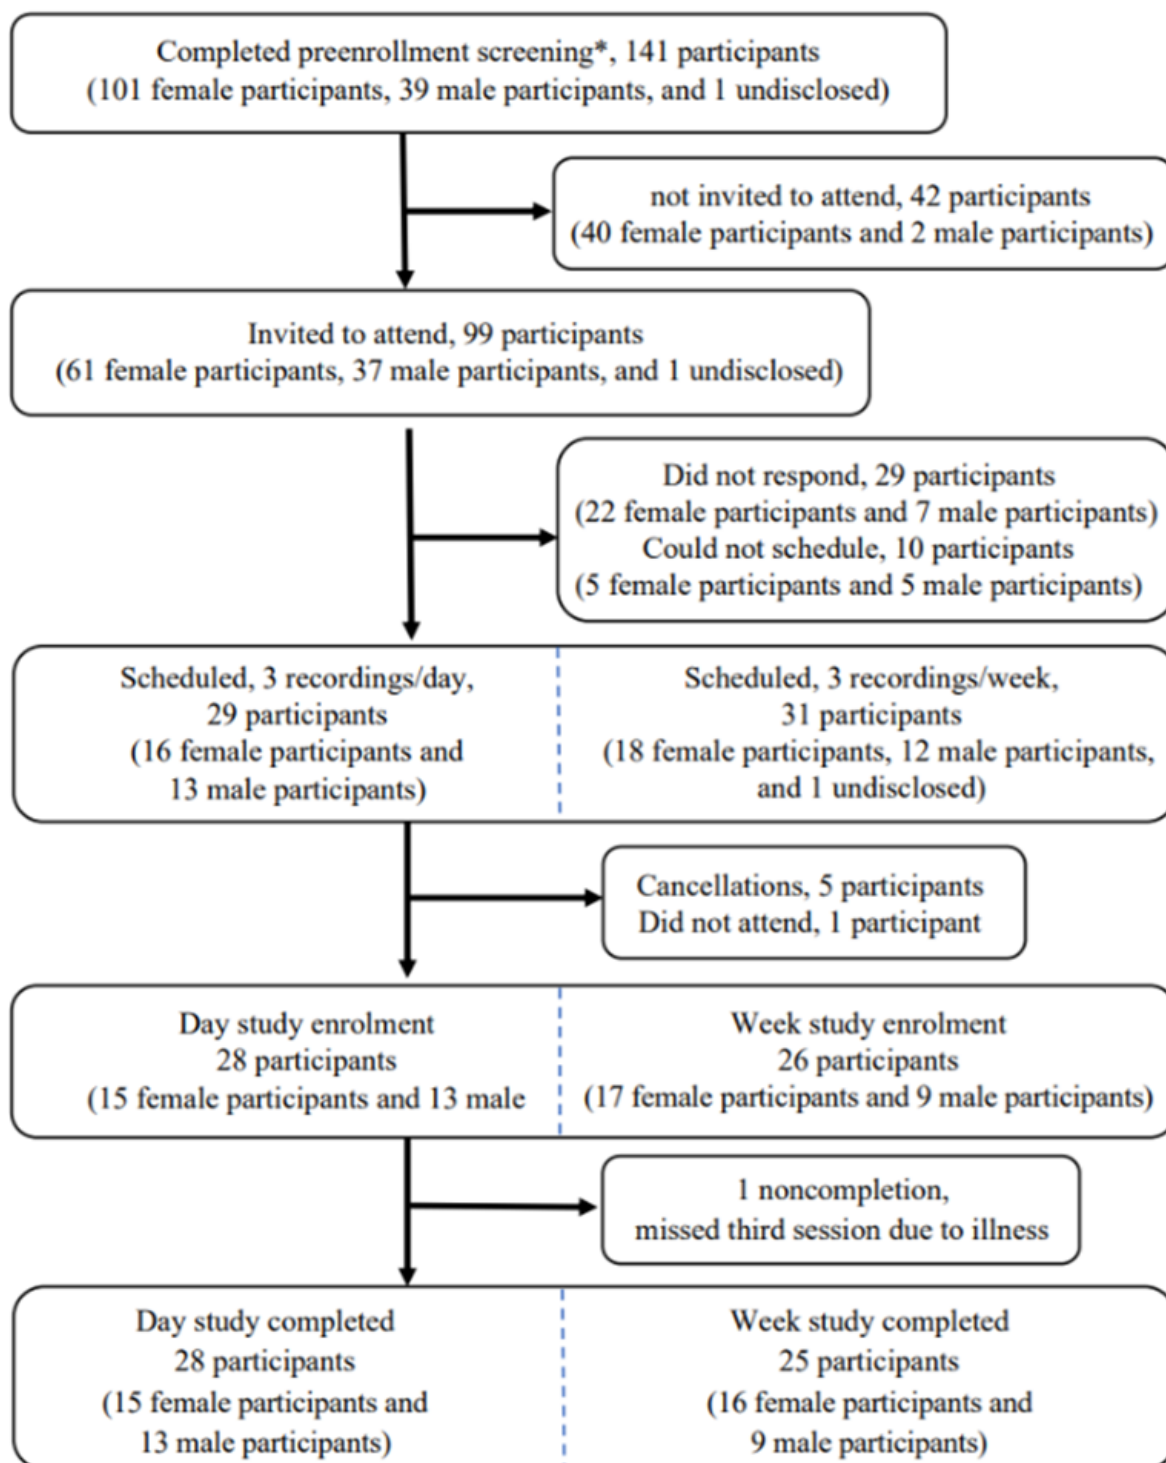 Completed preenrollment screening*, 141 participants
(101 female participants, 39 male participants, and 1 undisclosed)
not invited to attend, 42 participants
(40 female participants and 2 male participants)
Invited to attend, 99 participants
(61 female participants, 37 male participants, and 1 undisclosed)
Did not respond, 29 participants
(22 female participants and 7 male participants)
Could not schedule, 10 participants
(5 female participants and 5 male participants)
Scheduled, 3 recordings/day,
29 participants
(16 female participants and
13 male participants)
Scheduled, 3 recordings/week,
31 participants
(18 female participants, 12 male participants,
and 1 undisclosed)
Cancellations, 5 participants
Did not attend, 1 participant
Day study enrolment
28 participants
(15 female participants and 13 male
Week study enrolment
26 participants
(17 female participants and 9 male participants)
1 noncompletion,
missed third session due to illness
Day study completed
28 participants
(15 female participants and
13 male participants)
Week study completed
25 participants
(16 female participants and
9 male participants)